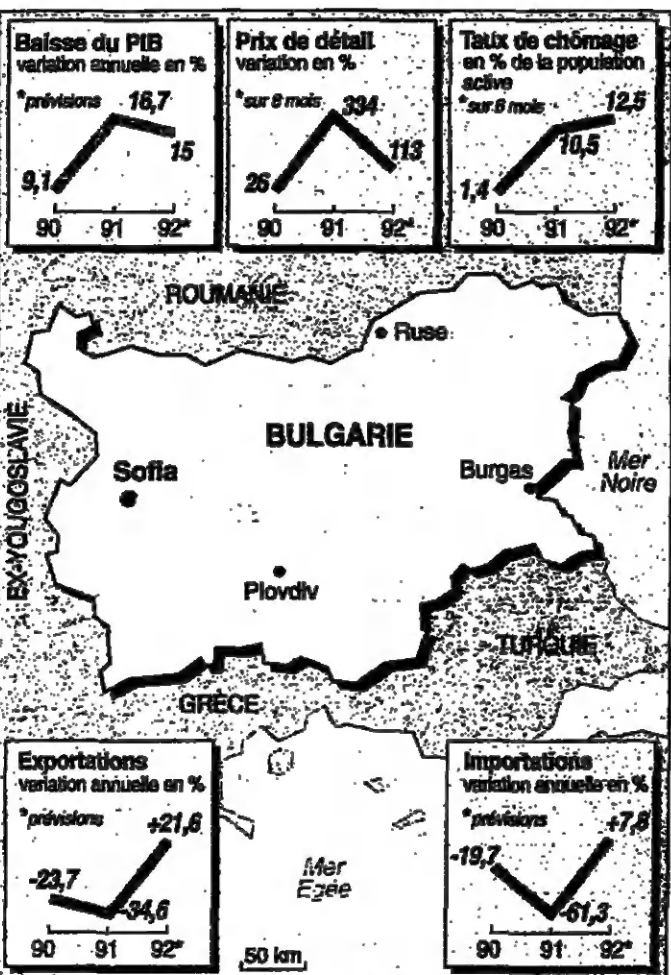 Baisse du PIB
variation annuelle en %
*prévisions
9,1
16,7
15
90 91 92*
Prix de détail
variation en %
*sur 8 mois
26
334
113
90 91 92*
Taux de chômage
en % de la population
active
*sur 8 mois
1,4
10,5
12,5
90 91 92*
ROUMANIE
Ruse
EX-YOUGOSLAVIE
BULGARIE
Sofia
Burgas
Mer
Noire
Plovdiv
TURQUIE
GRÈCE
Exportations
variation annuelle en %
*prévisions
-23,7
-34,6
+21,6
90 91 92*
Mer
Egée
50 km
Importations
variation annuelle en %
*prévisions
-19,7
-61,3
+7,8
90 91 92*